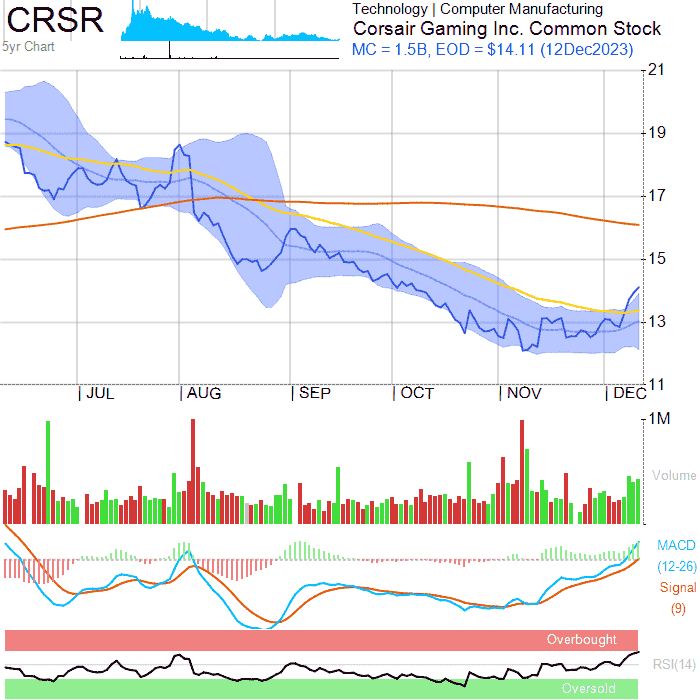 CRSR
5yr Chart
Technology | Computer Manufacturing
Corsair Gaming Inc. Common Stock
MC = 1.5B, EOD = $14.11 (12Dec2023)
21
19
17
15
13
11
| JUL | AUG | SEP | OCT | NOV | DEC
1M
Volume
MACD
(12-26)
Signal
(9)
Overbought
RSI(14)
Oversold